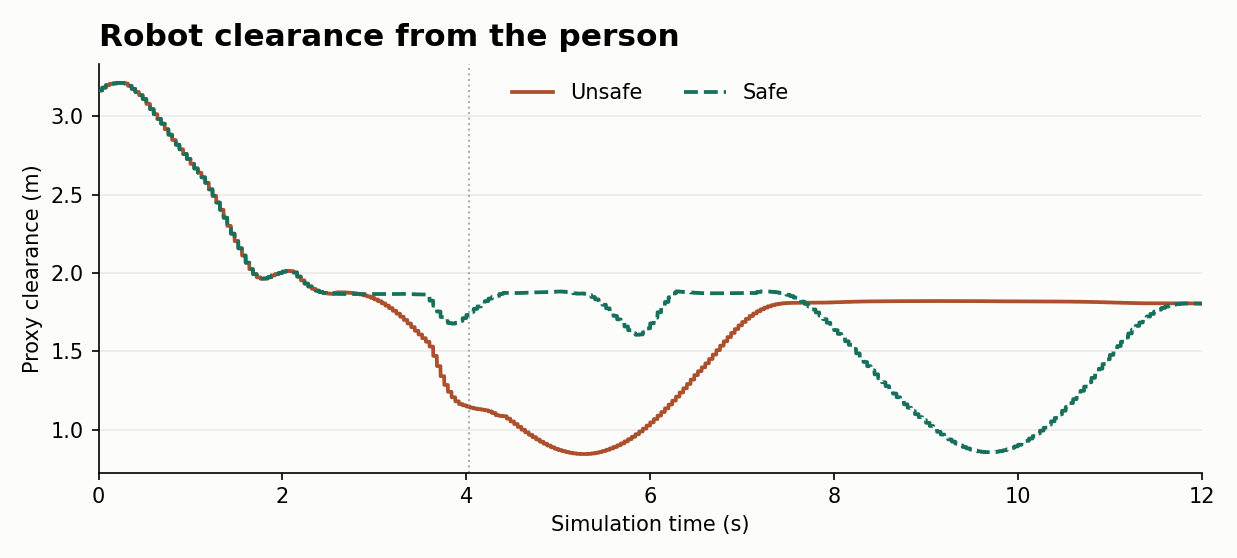 Robot clearance from the person
Unsafe
Safe
Proxy clearance (m)
3.0
2.5
2.0
1.5
1.0
0
2
4
6
8
10
12
Simulation time (s)